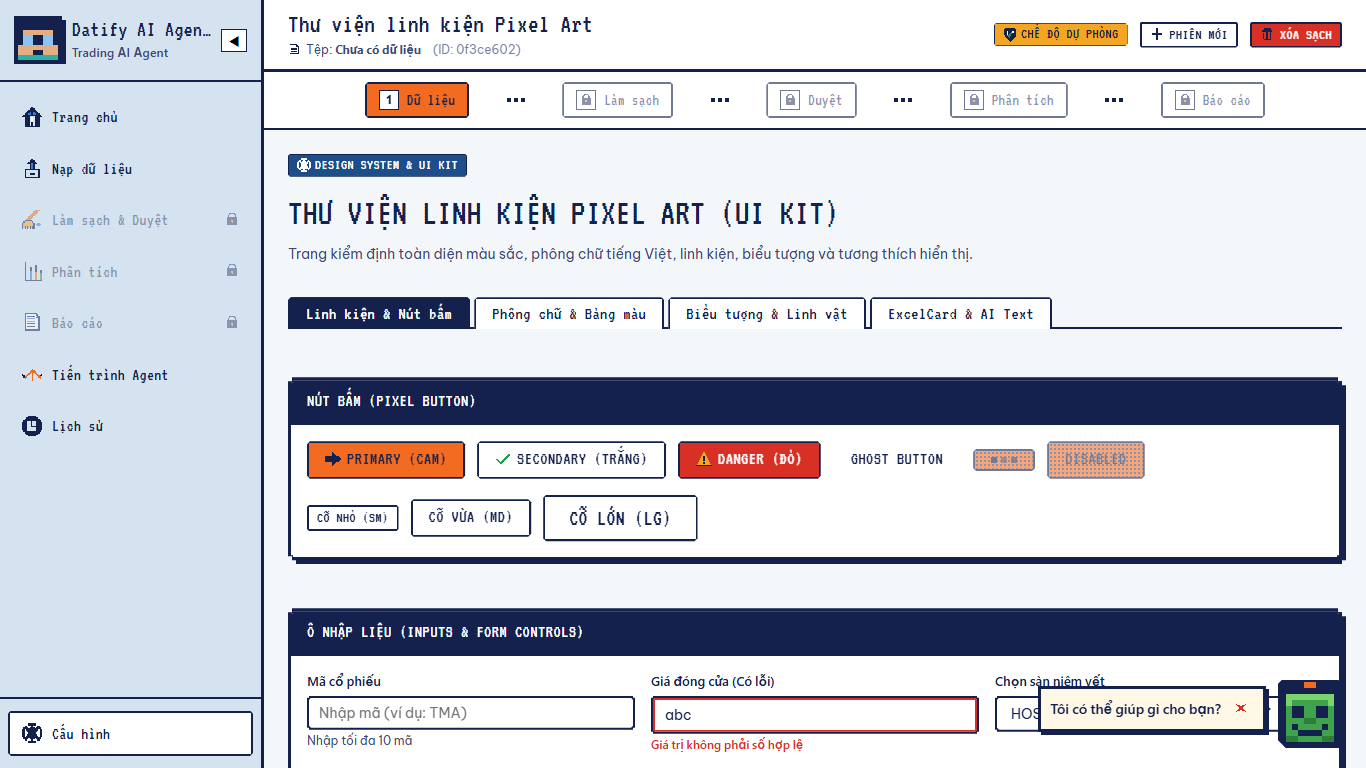 Datify AI Agen…
Trading AI Agent
Trang chủ
Nạp dữ liệu
Làm sạch & Duyệt
Phân tích
Báo cáo
Tiến trình Agent
Lịch sử
Cấu hình
Thư viện linh kiện Pixel Art
Tệp: Chưa có dữ liệu (ID: 0f3ce602)
CHẾ ĐỘ DỰ PHÒNG
PHIÊN MỚI
XÓA SẠCH
1 Dữ liệu
Làm sạch
Duyệt
Phân tích
Báo cáo
DESIGN SYSTEM & UI KIT
THƯ VIỆN LINH KIỆN PIXEL ART (UI KIT)
Trang kiểm định toàn diện màu sắc, phông chữ tiếng Việt, linh kiện, biểu tượng và tương thích hiển thị.
Linh kiện & Nút bấm
Phông chữ & Bảng màu
Biểu tượng & Linh vật
ExcelCard & AI Text
NÚT BẤM (PIXEL BUTTON)
PRIMARY (CAM)
SECONDARY (TRẮNG)
DANGER (ĐỎ)
GHOST BUTTON
DISABLED
CỠ NHỎ (SM)
CỠ VỪA (MD)
CỠ LỚN (LG)
Ô NHẬP LIỆU (INPUTS & FORM CONTROLS)
Mã cổ phiếu
Nhập mã (ví dụ: TMA)
Nhập tối đa 10 mã
Giá đóng cửa (Có lỗi)
abc
Giá trị không phải số hợp lệ
Chọn sàn niêm yết
HOS
Tôi có thể giúp gì cho bạn?